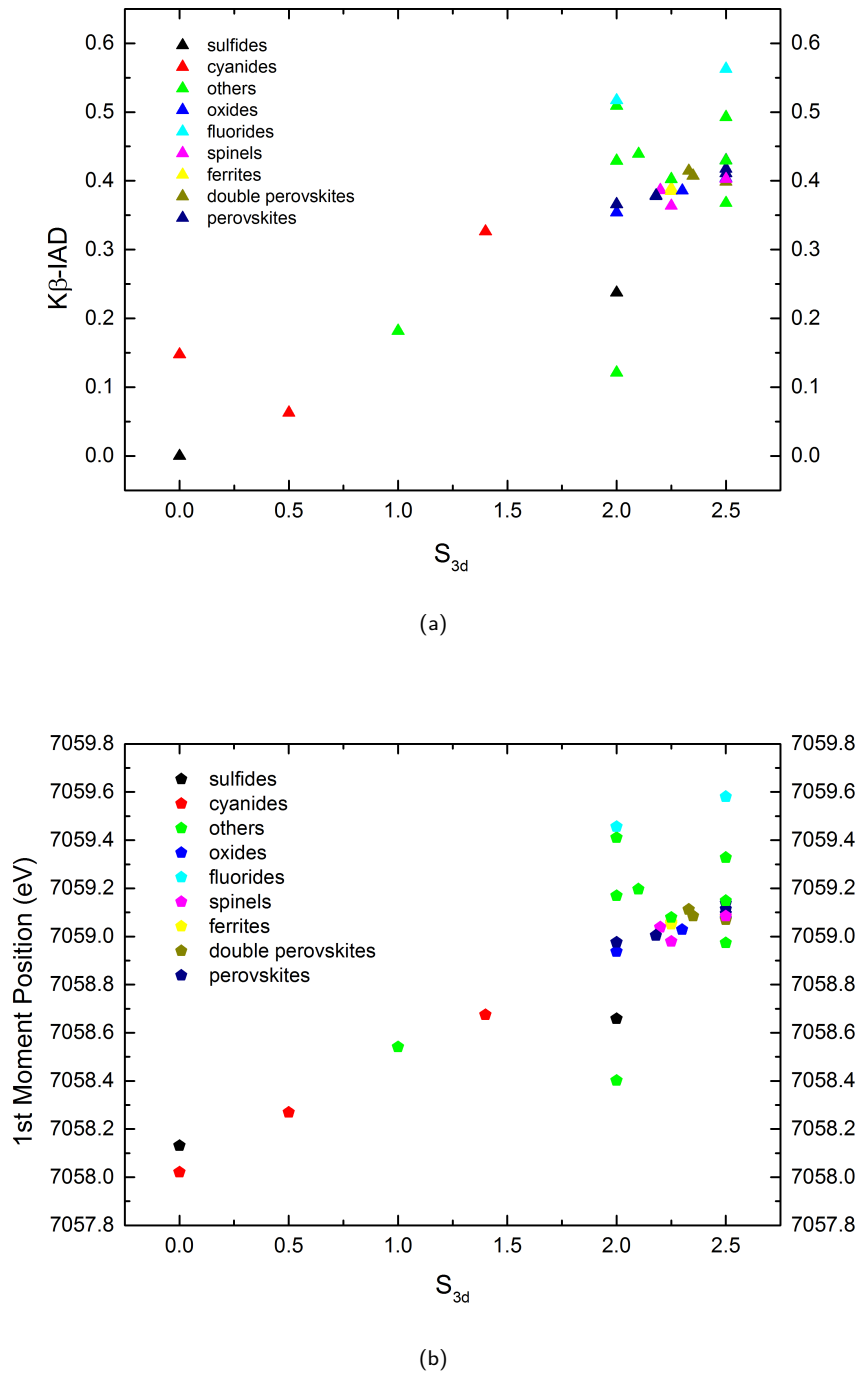 0.6
0.6
sulfides
cyanides
others
oxides
fluorides
spinels
ferrites
double perovskites
perovskites
0.5
0.5
0.4
0.4
0.3
0.3
0.2
0.2
0.1
0.1
0.0
0.0
Kβ-IAD
0.0 0.5 1.0 1.5 2.0 2.5
S3d
(a)
7059.8
7059.8
sulfides
cyanides
others
oxides
fluorides
spinels
ferrites
double perovskites
perovskites
7059.6
7059.6
7059.4
7059.4
7059.2
7059.2
7059.0
7059.0
7058.8
7058.8
7058.6
7058.6
7058.4
7058.4
7058.2
7058.2
7058.0
7058.0
7057.8
7057.8
1st Moment Position (eV)
0.0 0.5 1.0 1.5 2.0 2.5
S3d
(b)